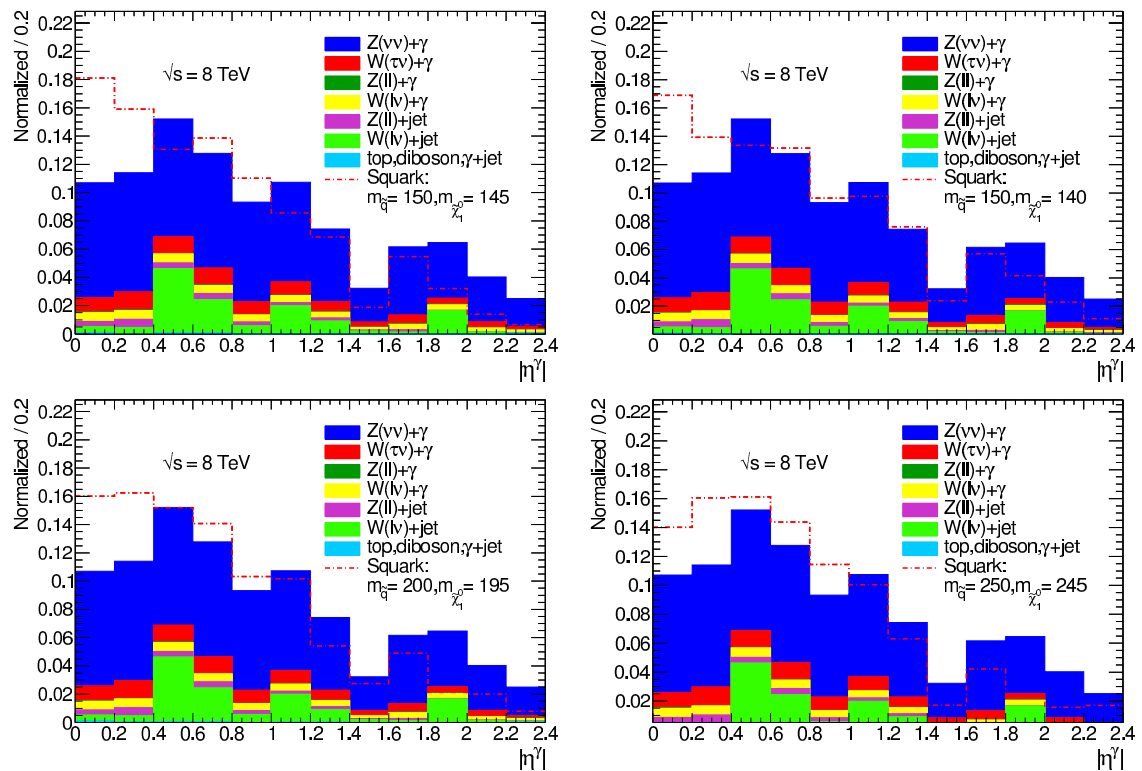 Normalized / 0.2
0.22
0.2
0.18
0.16
0.14
0.12
0.1
0.08
0.06
0.04
0.02
0
√s = 8 TeV
Z(νν)+γ
W(τν)+γ
Z(ll)+γ
W(lν)+γ
Z(ll)+jet
W(lν)+jet
top,diboson,γ+jet
Squark:
m_q̃ = 150, m_χ̃₁⁰ = 145
0 0.2 0.4 0.6 0.8 1 1.2 1.4 1.6 1.8 2 2.2 2.4
|η^γ|
Normalized / 0.2
0.22
0.2
0.18
0.16
0.14
0.12
0.1
0.08
0.06
0.04
0.02
0
√s = 8 TeV
Z(νν)+γ
W(τν)+γ
Z(ll)+γ
W(lν)+γ
Z(ll)+jet
W(lν)+jet
top,diboson,γ+jet
Squark:
m_q̃ = 150, m_χ̃₁⁰ = 140
0 0.2 0.4 0.6 0.8 1 1.2 1.4 1.6 1.8 2 2.2 2.4
|η^γ|
Normalized / 0.2
0.22
0.2
0.18
0.16
0.14
0.12
0.1
0.08
0.06
0.04
0.02
0
√s = 8 TeV
Z(νν)+γ
W(τν)+γ
Z(ll)+γ
W(lν)+γ
Z(ll)+jet
W(lν)+jet
top,diboson,γ+jet
Squark:
m_q̃ = 200, m_χ̃₁⁰ = 195
0 0.2 0.4 0.6 0.8 1 1.2 1.4 1.6 1.8 2 2.2 2.4
|η^γ|
Normalized / 0.2
0.22
0.2
0.18
0.16
0.14
0.12
0.1
0.08
0.06
0.04
0.02
√s = 8 TeV
Z(νν)+γ
W(τν)+γ
Z(ll)+γ
W(lν)+γ
Z(ll)+jet
W(lν)+jet
top,diboson,γ+jet
Squark:
m_q̃ = 250, m_χ̃₁⁰ = 245
0 0.2 0.4 0.6 0.8 1 1.2 1.4 1.6 1.8 2 2.2 2.4
|η^γ|